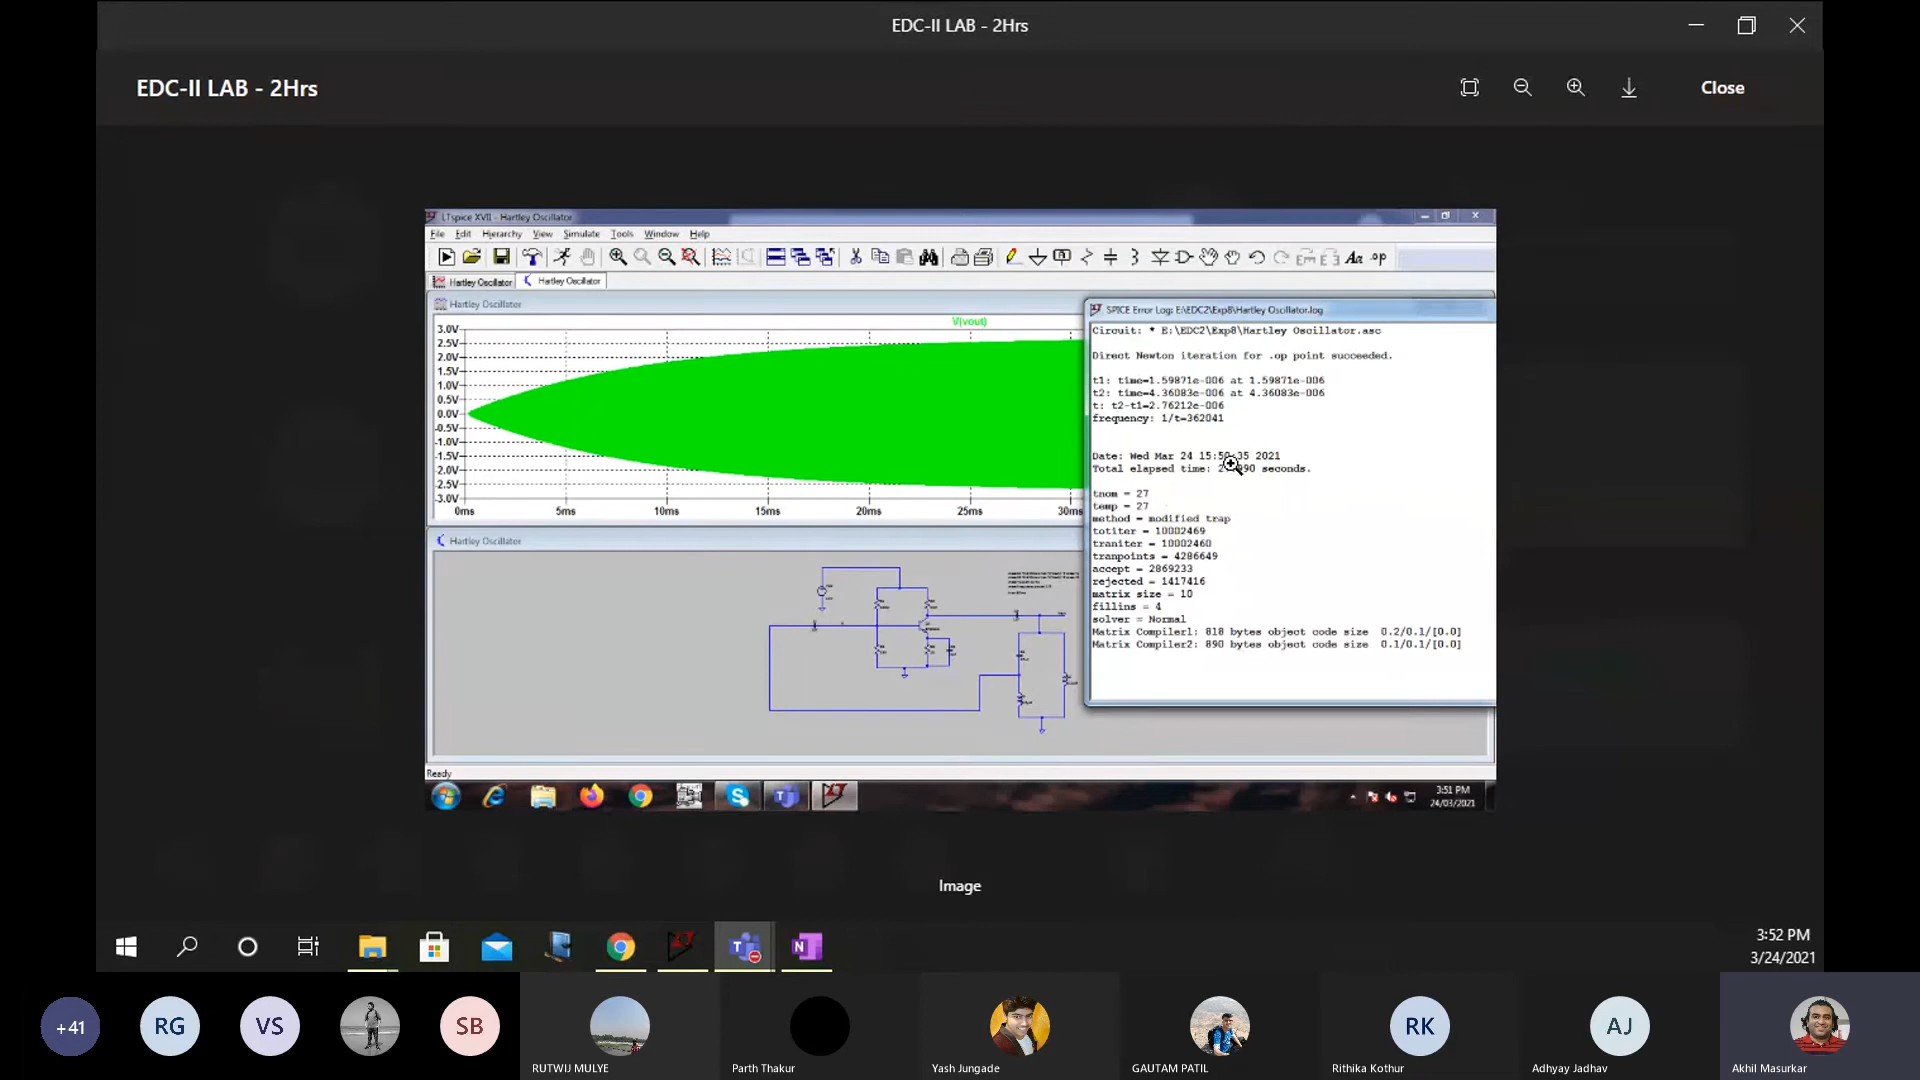 EDC-II LAB - 2Hrs
EDC-II LAB - 2Hrs
Close
LTspice XVII - Hartley Oscillator
File Edit Hierarchy View Simulate Tools Window Help
Hartley Oscillator Hartley Oscillator
Hartley Oscillator
V(vout)
3.0V
2.5V
2.0V
1.5V
1.0V
0.5V
0.0V
-0.5V
-1.0V
-1.5V
-2.0V
-2.5V
-3.0V
0ms 5ms 10ms 15ms 20ms 25ms 30ms
SPICE Error Log: E:\EDC2\Exp8\Hartley Oscillator.log
Circuit: * E:\EDC2\Exp8\Hartley Oscillator.asc
Direct Newton iteration for .op point succeeded.
t1: time=1.59871e-006 at 1.59871e-006
t2: time=4.36083e-006 at 4.36083e-006
t: t2-t1=2.76212e-006
frequency: 1/t=362041
Date: Wed Mar 24 2021
Total elapsed time: seconds.
tnom = 27
temp = 27
method = modified trap
totiter = 10002469
traniter = 10002460
tranpoints = 4286649
accept = 2869233
rejected = 1417416
matrix size = 10
fillins = 4
solver = Normal
Matrix Compiler1: 818 bytes object code size 0.2/0.1/[0.0]
Matrix Compiler2: 890 bytes object code size 0.1/0.1/[0.0]
Hartley Oscillator
Ready
3:51 PM
24/03/2021
Image
3:52 PM
3/24/2021
+41
RG
VS
SB
RK
AJ
RUTWIJ MULYE
Parth Thakur
Yash Jungade
GAUTAM PATIL
Rithika Kothur
Adhyay Jadhav
Akhil Masurkar